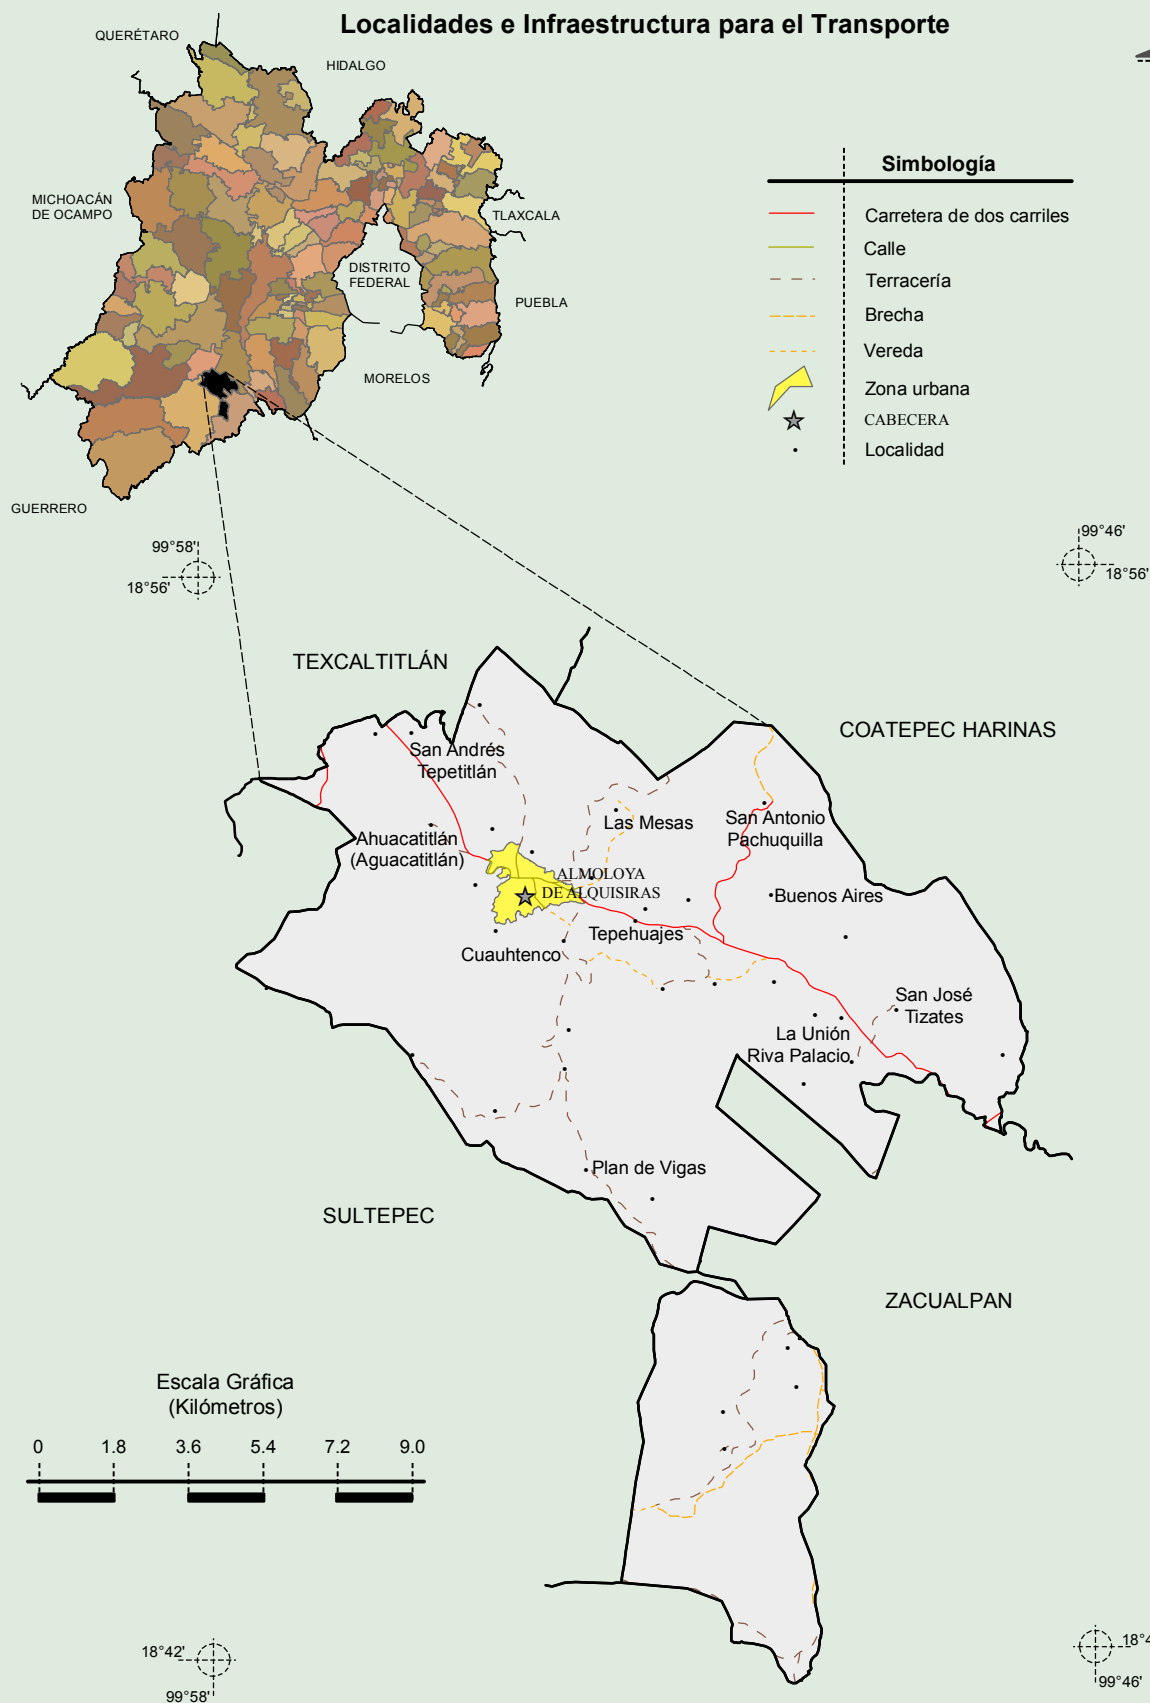 Localidades e Infraestructura para el Transporte
QUERÉTARO
HIDALGO
MICHOACÁN
DE OCAMPO
TLAXCALA
DISTRITO
FEDERAL
PUEBLA
MORELOS
GUERRERO
Simbología
Carretera de dos carriles
Calle
Terracería
Brecha
Vereda
Zona urbana
CABECERA
Localidad
99°58'
18°56'
99°46'
18°56'
TEXCALTITLÁN
COATEPEC HARINAS
San Andrés
Tepetitlán
Las Mesas
San Antonio
Pachuquilla
Ahuacatitlán
(Aguacatitlán)
ALMOLOYA
DE ALQUISIRAS
Buenos Aires
Tepehuajes
Cuauhtenco
San José
Tizates
La Unión
Riva Palacio
Plan de Vigas
SULTEPEC
ZACUALPAN
Escala Gráfica
(Kilómetros)
0 1.8 3.6 5.4 7.2 9.0
18°42'
99°58'
18°4
99°46'